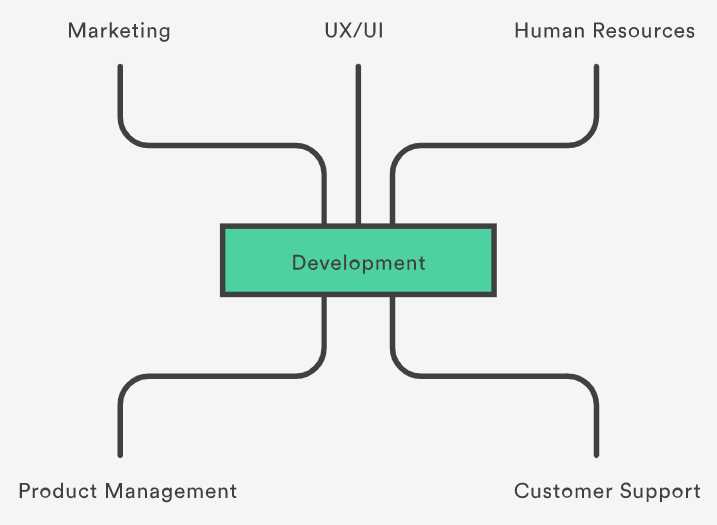 Marketing
UX/UI
Human Resources
Development
Product Management
Customer Support